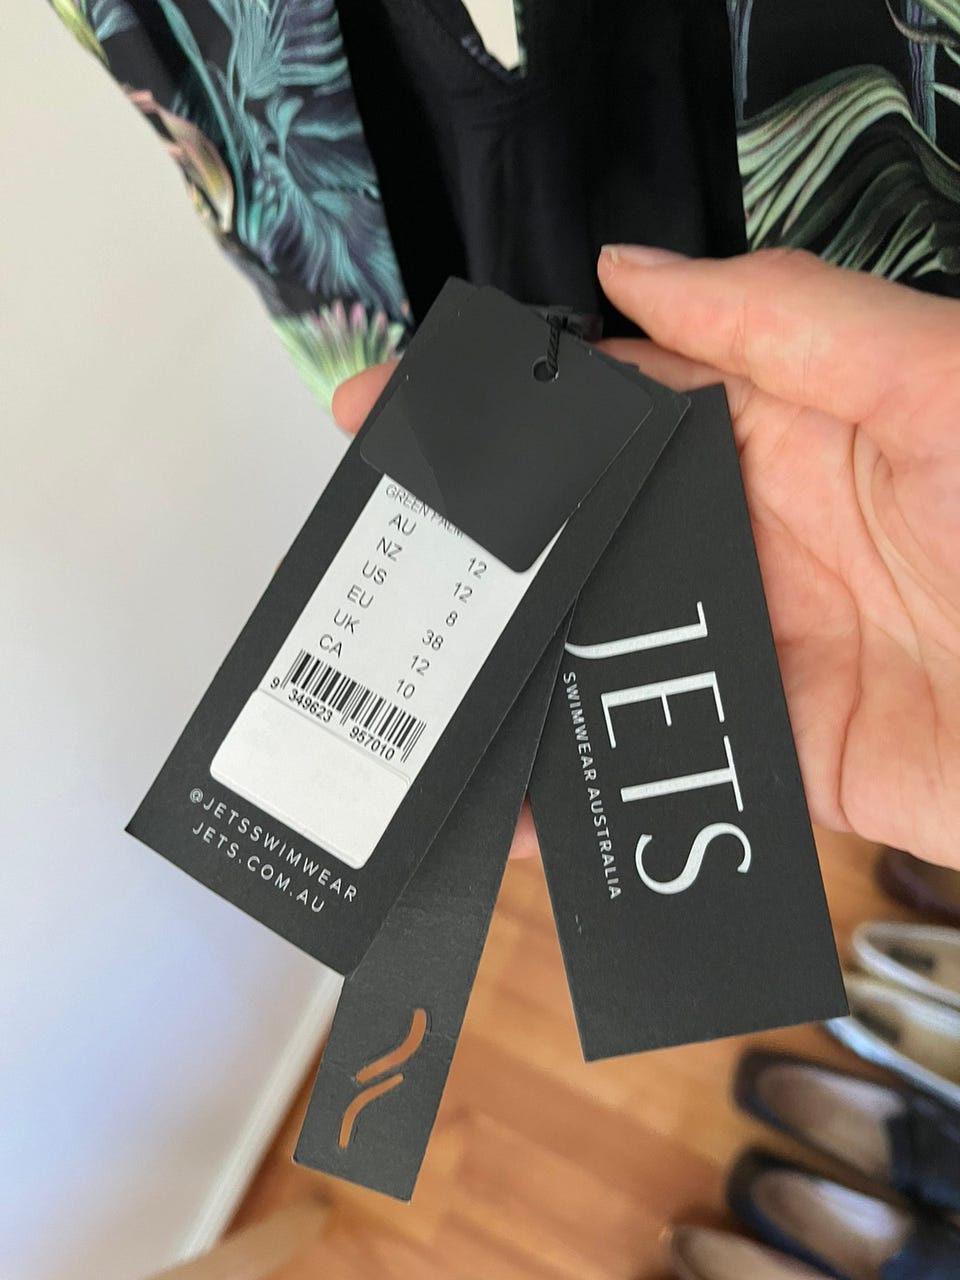 GREEN PALM
AU 12
NZ 12
US 8
EU 38
UK 12
CA 10
9 349623 957010
@JETSSWIMWEAR
JETS.COM.AU
JETS
SWIMWEAR AUSTRALIA